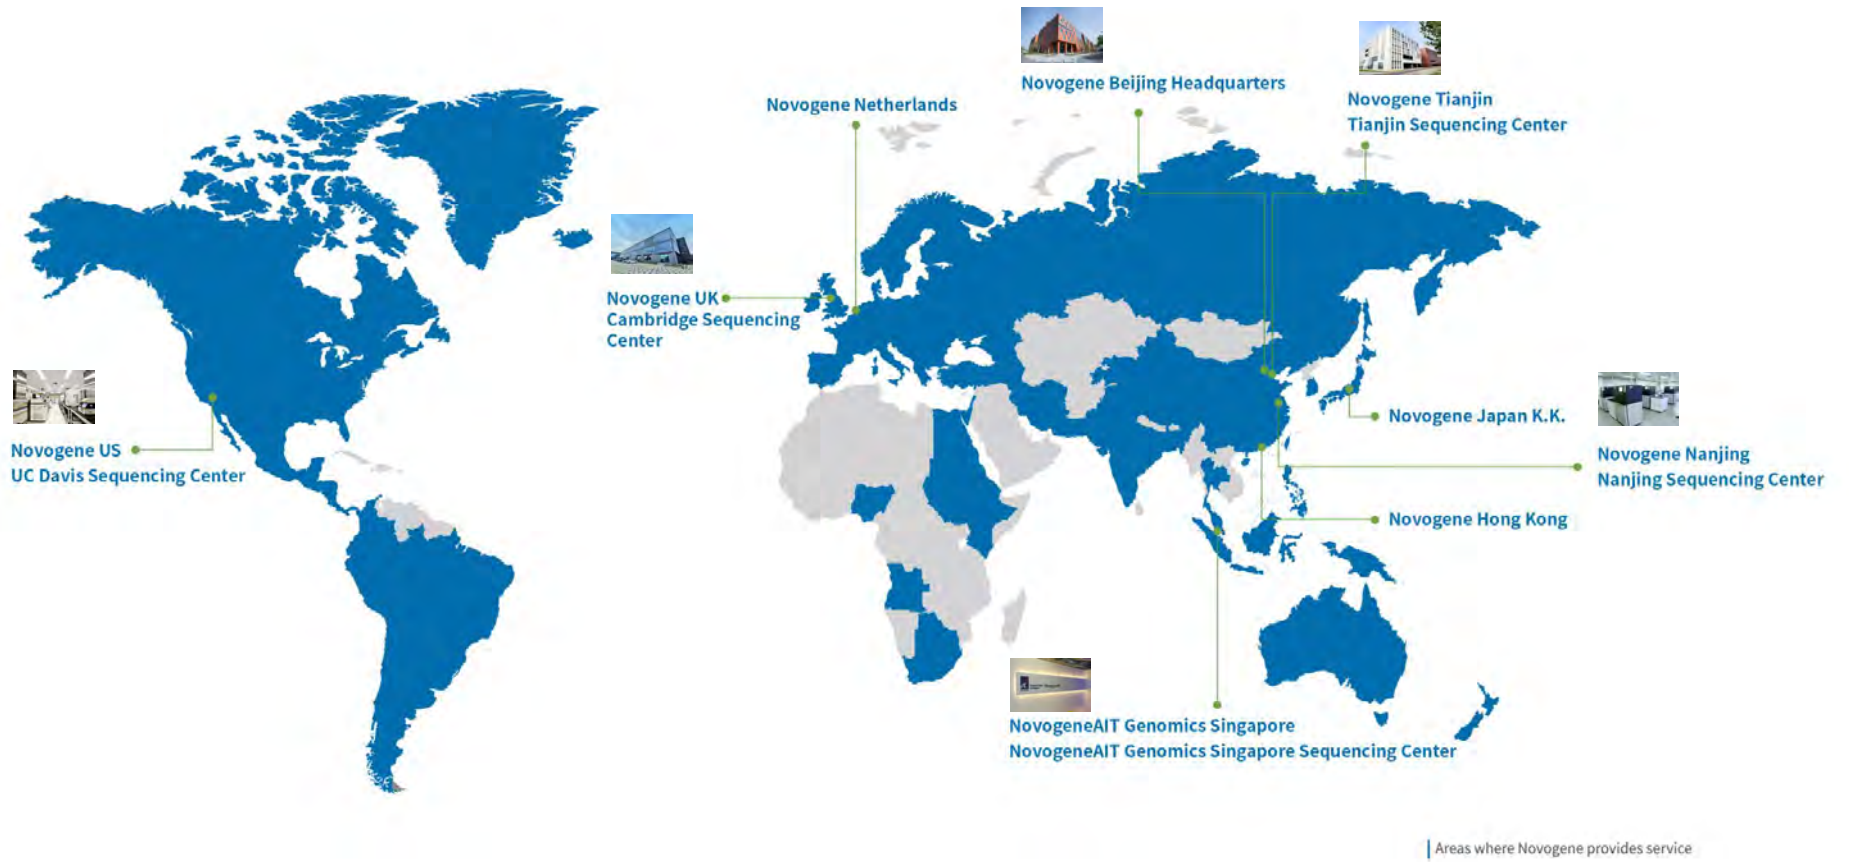 Novogene Beijing Headquarters
Novogene Netherlands
Novogene Tianjin
Tianjin Sequencing Center
Novogene UK
Cambridge Sequencing
Center
Novogene US
UC Davis Sequencing Center
Novogene Japan K.K.
Novogene Nanjing
Nanjing Sequencing Center
Novogene Hong Kong
NovogeneAIT Genomics Singapore
NovogeneAIT Genomics Singapore Sequencing Center
Areas where Novogene provides service